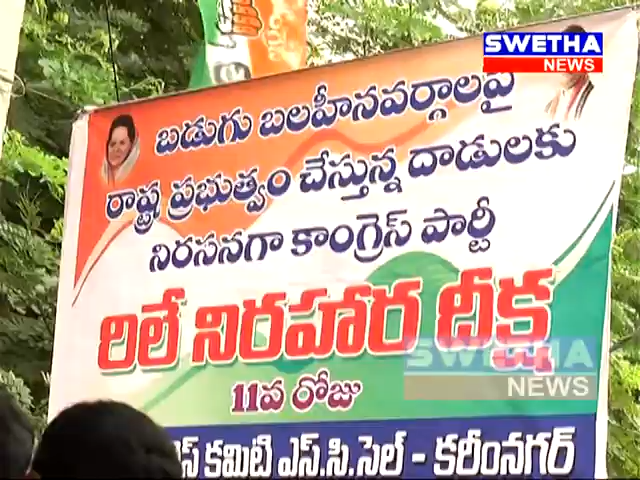 SWETHA
NEWS
బడుగు బలహీనవర్గాలపై
రాష్ట్ర ప్రభుత్వం చేస్తున్న దాడులకు
నిరసనగా కాంగ్రెస్ పార్టీ
రిలే నిరహార దీక్ష
11వ రోజు
SWETHA
NEWS
కమిటి ఎస్.సి.సెల్ - కరీంనగర్